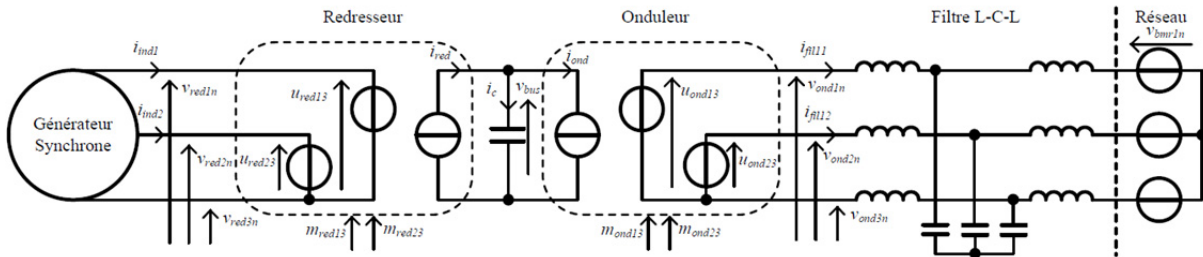 Redresseur
Onduleur
Filtre L-C-L
Réseau
v_bmr1n
i_ind1
i_red
i_ond
i_fil11
v_red1n
u_red13
i_c
v_bus
u_ond13
v_ond1n
i_ind2
i_fil12
Générateur
Synchrone
v_red2n
u_red23
u_ond23
v_ond2n
v_red3n
v_ond3n
m_red13
m_red23
m_ond13
m_ond23